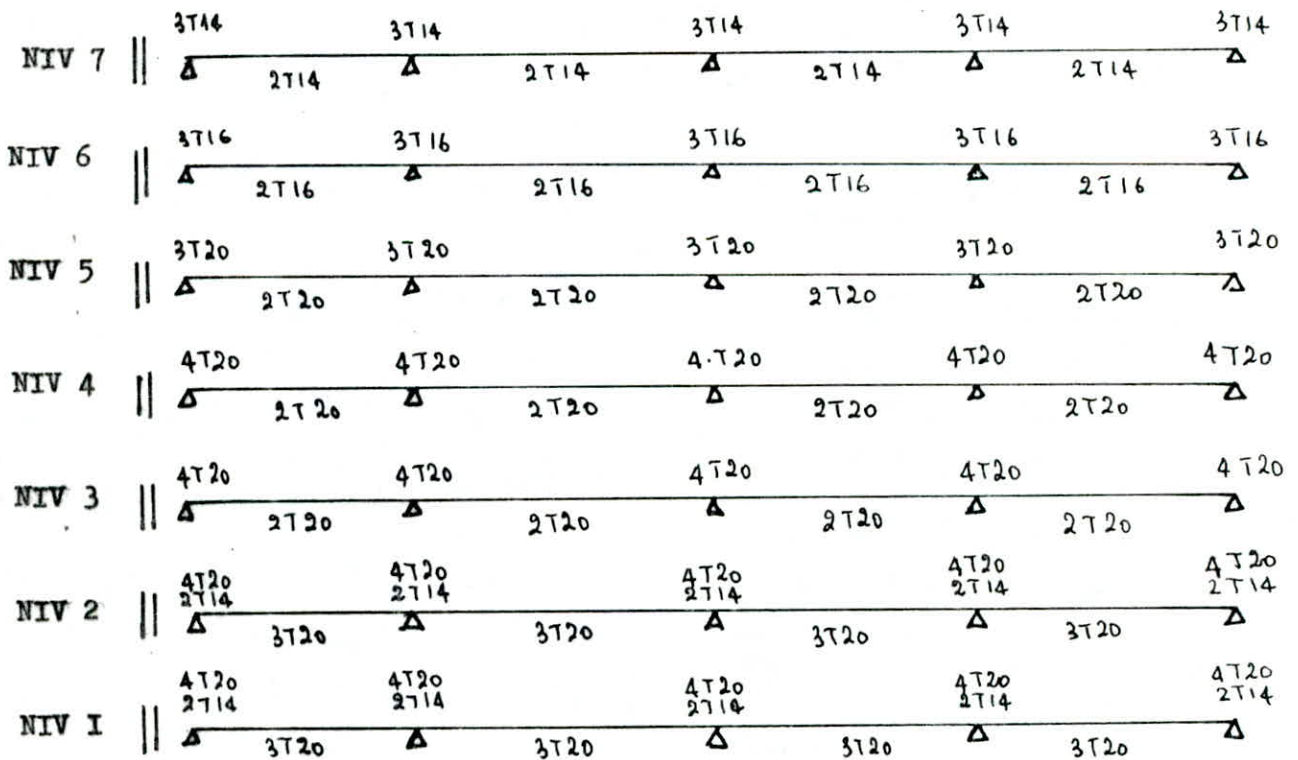 3T14 3T14 3T14 3T14 3T14
NIV 7 2T14 2T14 2T14 2T14
3T16 3T16 3T16 3T16 3T16
NIV 6 2T16 2T16 2T16 2T16
3T20 3T20 3T20 3T20 3T20
NIV 5 2T20 2T20 2T20 2T20
4T20 4T20 4.T20 4T20 4T20
NIV 4 2T20 2T20 2T20 2T20
4T20 4T20 4T20 4T20 4T20
NIV 3 2T20 2T20 2T20 2T20
4T20 4T20 4T20 4T20 4T20
2T14 2T14 2T14 2T14 2T14
NIV 2 3T20 3T20 3T20 3T20
4T20 4T20 4T20 4T20 4T20
2T14 2T14 2T14 2T14 2T14
NIV I 3T20 3T20 3T20 3T20